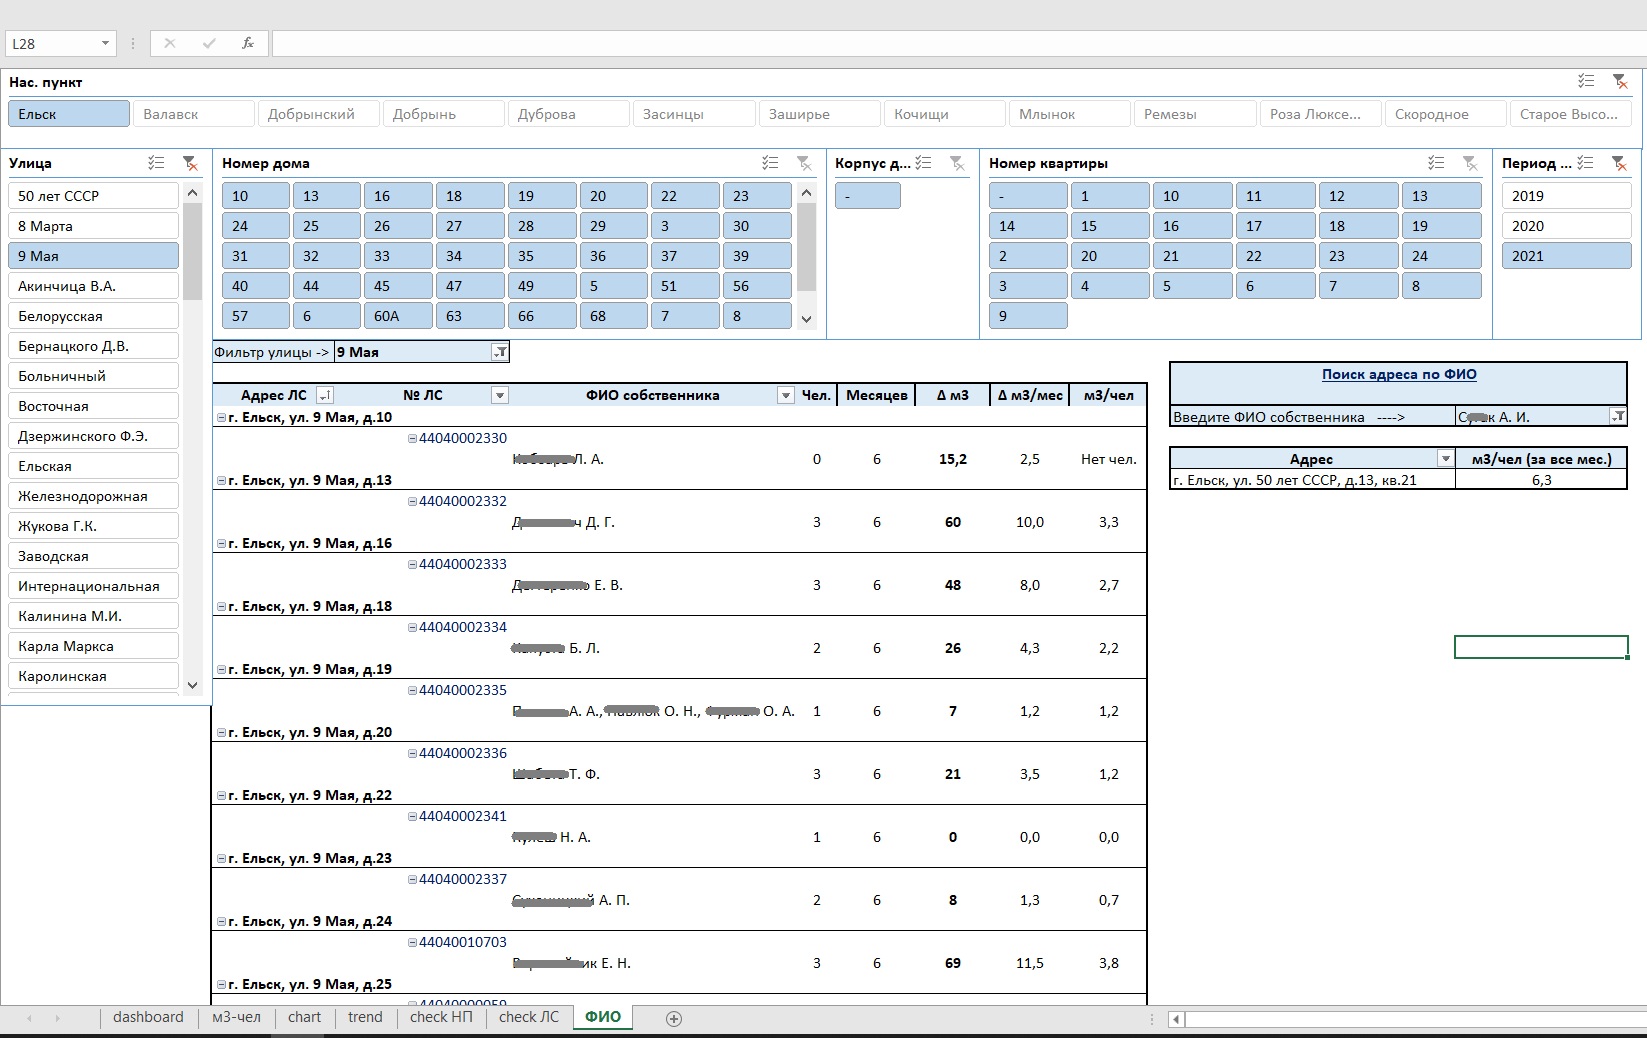 L28
fx
Нас. пункт
Ельск Валавск Добрынский Добрынь Дуброва Засинцы Заширье Кочищи Млынок Ремезы Роза Люксе... Скородное Старое Высо...
Улица
50 лет СССР
8 Марта
9 Мая
Акинчица В.А.
Белорусская
Бернацкого Д.В.
Больничный
Восточная
Дзержинского Ф.Э.
Ельская
Железнодорожная
Жукова Г.К.
Заводская
Интернациональная
Калинина М.И.
Карла Маркса
Каролинская
Номер дома
10 13 16 18 19 20 22 23
24 25 26 27 28 29 3 30
31 32 33 34 35 36 37 39
40 44 45 47 49 5 51 56
57 6 60А 63 66 68 7 8
Корпус д...
-
Номер квартиры
- 1 10 11 12 13
14 15 16 17 18 19
2 20 21 22 23 24
3 4 5 6 7 8
9
Период ...
2019
2020
2021
Фильтр улицы -> 9 Мая
Адрес ЛС № ЛС ФИО собственника Чел. Месяцев Δ м3 Δ м3/мес м3/чел
г. Ельск, ул. 9 Мая, д.10
44040002330
Л. А. 0 6 15,2 2,5 Нет чел.
г. Ельск, ул. 9 Мая, д.13
44040002332
Д. Г. 3 6 60 10,0 3,3
г. Ельск, ул. 9 Мая, д.16
44040002333
Е. В. 3 6 48 8,0 2,7
г. Ельск, ул. 9 Мая, д.18
44040002334
Б. Л. 2 6 26 4,3 2,2
г. Ельск, ул. 9 Мая, д.19
44040002335
А. А., О. Н., О. А. 1 6 7 1,2 1,2
г. Ельск, ул. 9 Мая, д.20
44040002336
Т. Ф. 3 6 21 3,5 1,2
г. Ельск, ул. 9 Мая, д.22
44040002341
Н. А. 1 6 0 0,0 0,0
г. Ельск, ул. 9 Мая, д.23
44040002337
А. П. 2 6 8 1,3 0,7
г. Ельск, ул. 9 Мая, д.24
44040010703
Е. Н. 3 6 69 11,5 3,8
г. Ельск, ул. 9 Мая, д.25
Поиск адреса по ФИО
Введите ФИО собственника ----> А. И.
Адрес м3/чел (за все мес.)
г. Ельск, ул. 50 лет СССР, д.13, кв.21 6,3
dashboard м3-чел chart trend check НП check ЛС ФИО